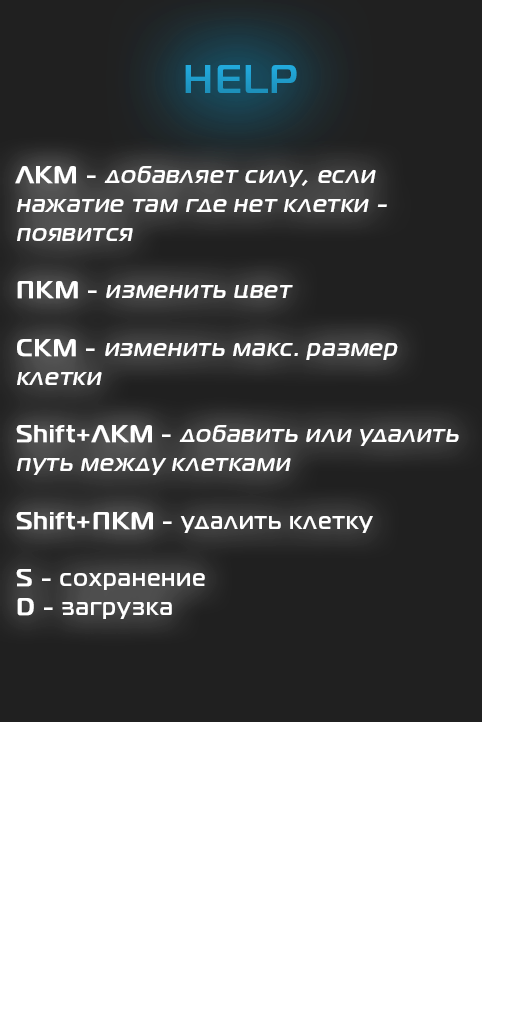 HELP
ЛКМ - добавляет силу, если
нажатие там где нет клетки -
появится
ПКМ - изменить цвет
СКМ - изменить макс. размер
клетки
Shift+ЛКМ - добавить или удалить
путь между клетками
Shift+ПКМ - удалить клетку
S - сохранение
D - загрузка